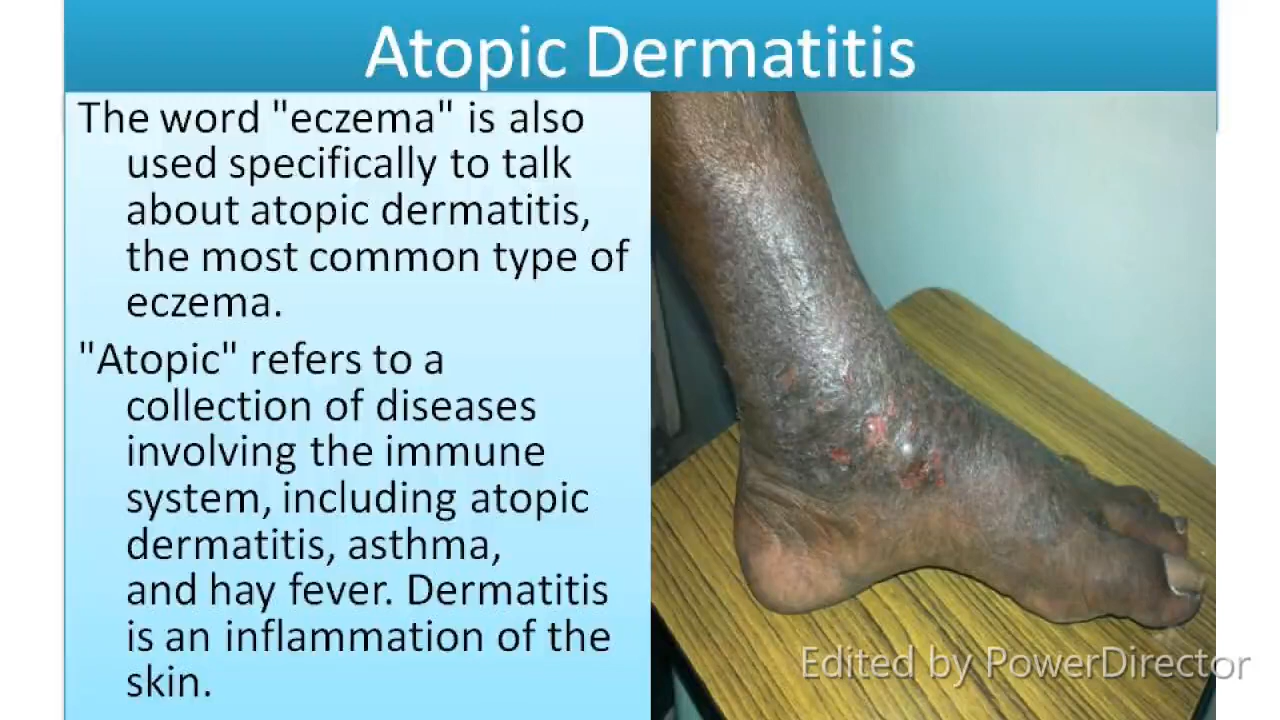 Atopic Dermatitis
The word "eczema" is also
used specifically to talk
about atopic dermatitis,
the most common type of
eczema.
"Atopic" refers to a
collection of diseases
involving the immune
system, including atopic
dermatitis, asthma,
and hay fever. Dermatitis
is an inflammation of the
skin.
Edited by PowerDirector